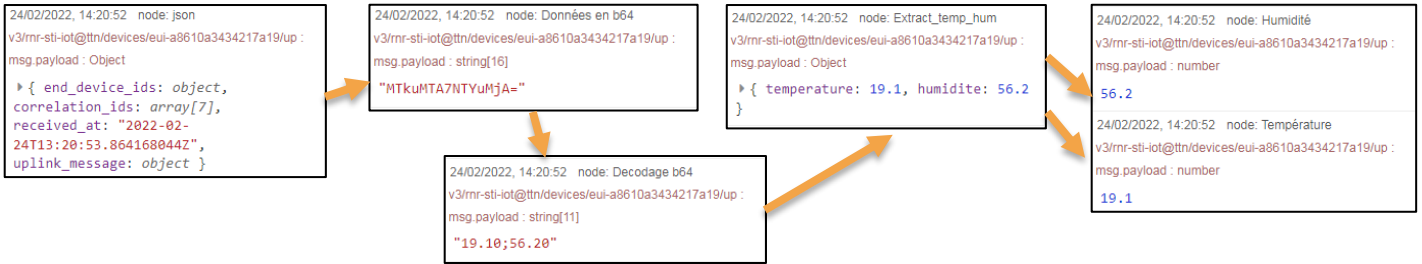 24/02/2022, 14:20:52 node: json
v3/rnr-sti-iot@ttn/devices/eui-a8610a3434217a19/up :
msg.payload : Object
▶ { end_device_ids: object,
correlation_ids: array[7],
received_at: "2022-02-
24T13:20:53.864168044Z",
uplink_message: object }
24/02/2022, 14:20:52 node: Données en b64
v3/rnr-sti-iot@ttn/devices/eui-a8610a3434217a19/up :
msg.payload : string[16]
"MTkuMTA7NTYuMjA="
24/02/2022, 14:20:52 node: Decodage b64
v3/rnr-sti-iot@ttn/devices/eui-a8610a3434217a19/up :
msg.payload : string[11]
"19.10;56.20"
24/02/2022, 14:20:52 node: Extract_temp_hum
v3/rnr-sti-iot@ttn/devices/eui-a8610a3434217a19/up :
msg.payload : Object
▶ { temperature: 19.1, humidite: 56.2
}
24/02/2022, 14:20:52 node: Humidité
v3/rnr-sti-iot@ttn/devices/eui-a8610a3434217a19/up :
msg.payload : number
56.2
24/02/2022, 14:20:52 node: Température
v3/rnr-sti-iot@ttn/devices/eui-a8610a3434217a19/up :
msg.payload : number
19.1